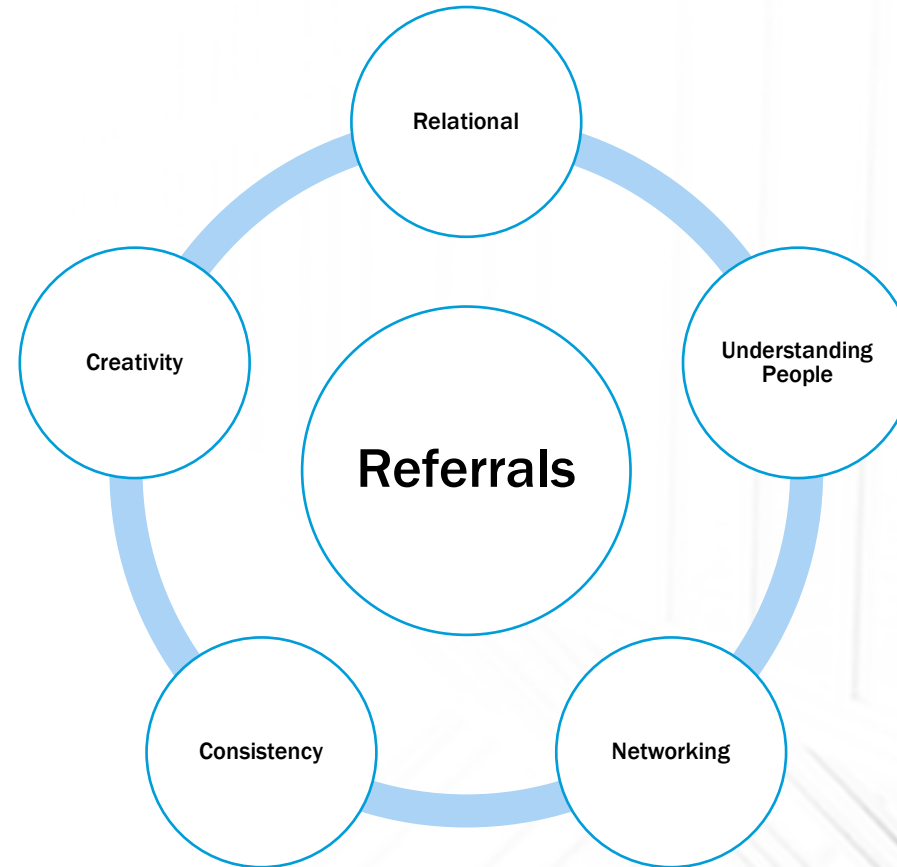 Relational
Understanding
People
Creativity
Referrals
Networking
Consistency